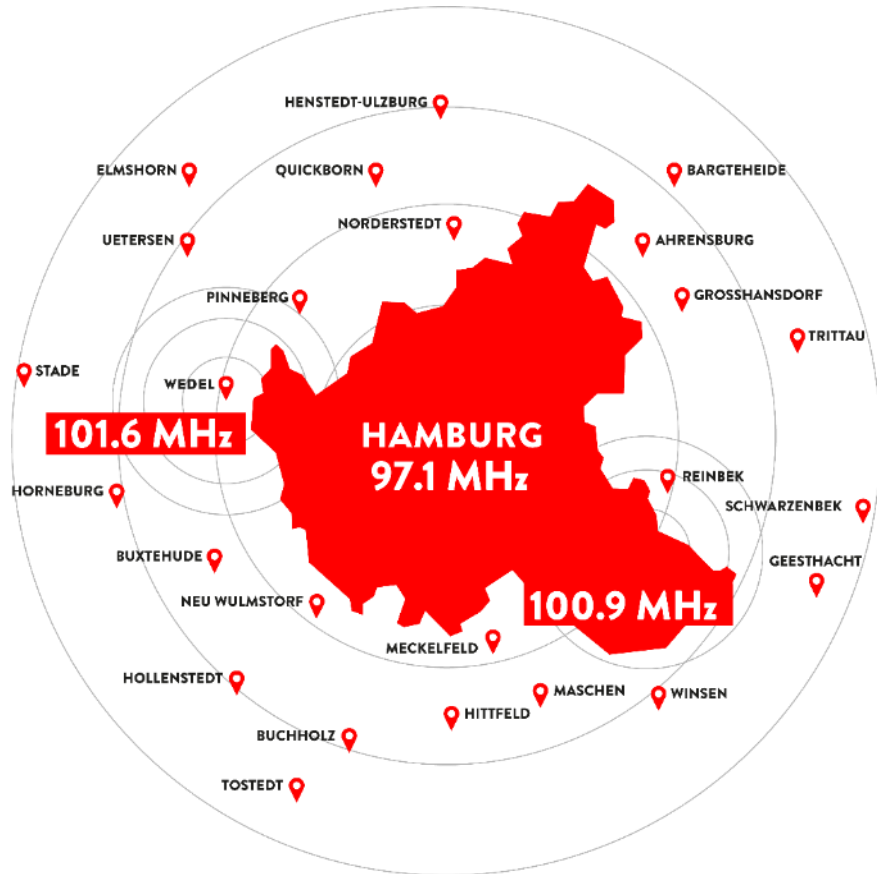 HENSTEDT-ULZBURG
ELMSHORN
QUICKBORN
BARGTEHEIDE
NORDERSTEDT
UETERSEN
AHRENSBURG
PINNEBERG
GROSSHANSDORF
TRITTAU
STADE
WEDEL
101.6 MHz
HAMBURG
97.1 MHz
REINBEK
HORNEBURG
SCHWARZENBEK
BUXTEHUDE
GEESTHACHT
NEU WULMSTORF
100.9 MHz
MECKELFELD
HOLLENSTEDT
MASCHEN
WINSEN
HITTFELD
BUCHHOLZ
TOSTEDT